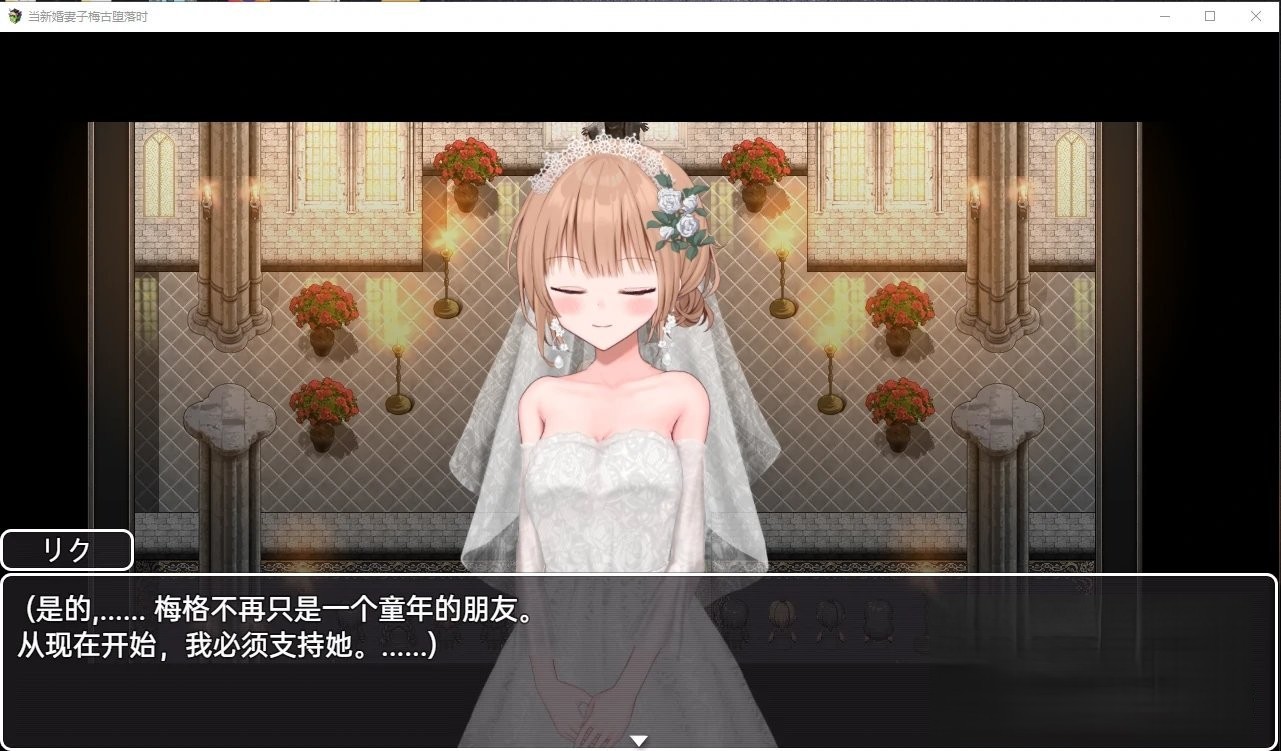 当新婚妻子梅古堕落时
リク
(是的,...... 梅格不再只是一个童年的朋友。
从现在开始，我必须支持她。......)